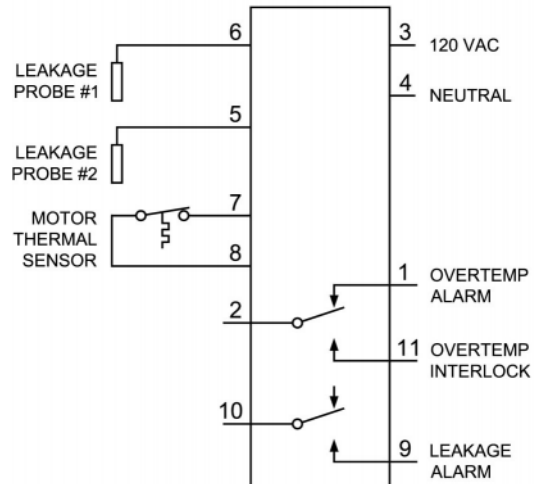 6
LEAKAGE
PROBE #1
5
LEAKAGE
PROBE #2
7
MOTOR
THERMAL
SENSOR
8
2
10
3
120 VAC
4
NEUTRAL
1
OVERTEMP
ALARM
11
OVERTEMP
INTERLOCK
9
LEAKAGE
ALARM